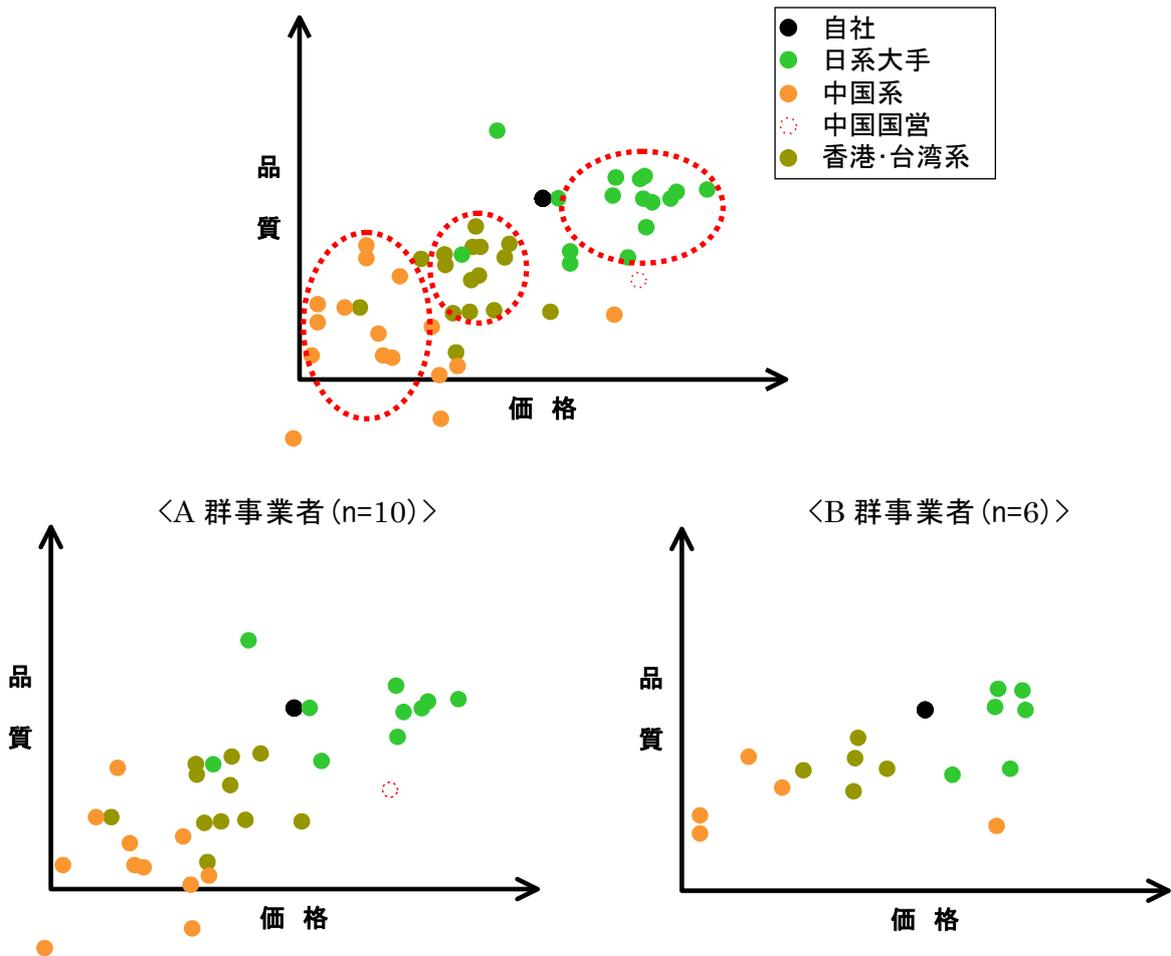 自社
日系大手
中国系
中国国営
香港・台湾系
品
質
価 格
<A 群事業者(n=10)>
<B 群事業者(n=6)>
品
質
価 格
品
質
価 格